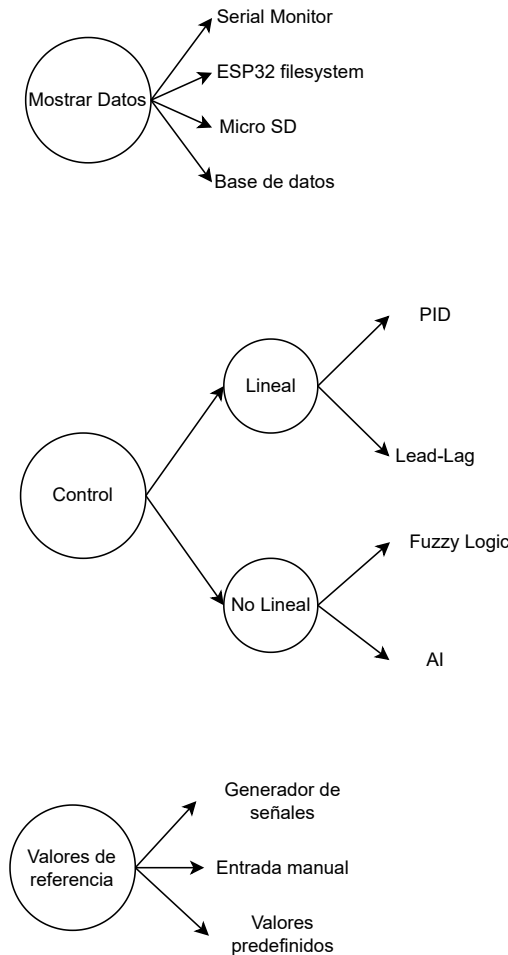 Serial Monitor
ESP32 filesystem
Mostrar Datos
Micro SD
Base de datos
PID
Lineal
Lead-Lag
Control
Fuzzy Logic
No Lineal
AI
Generador de
señales
Valores de
referencia
Entrada manual
Valores
predefinidos